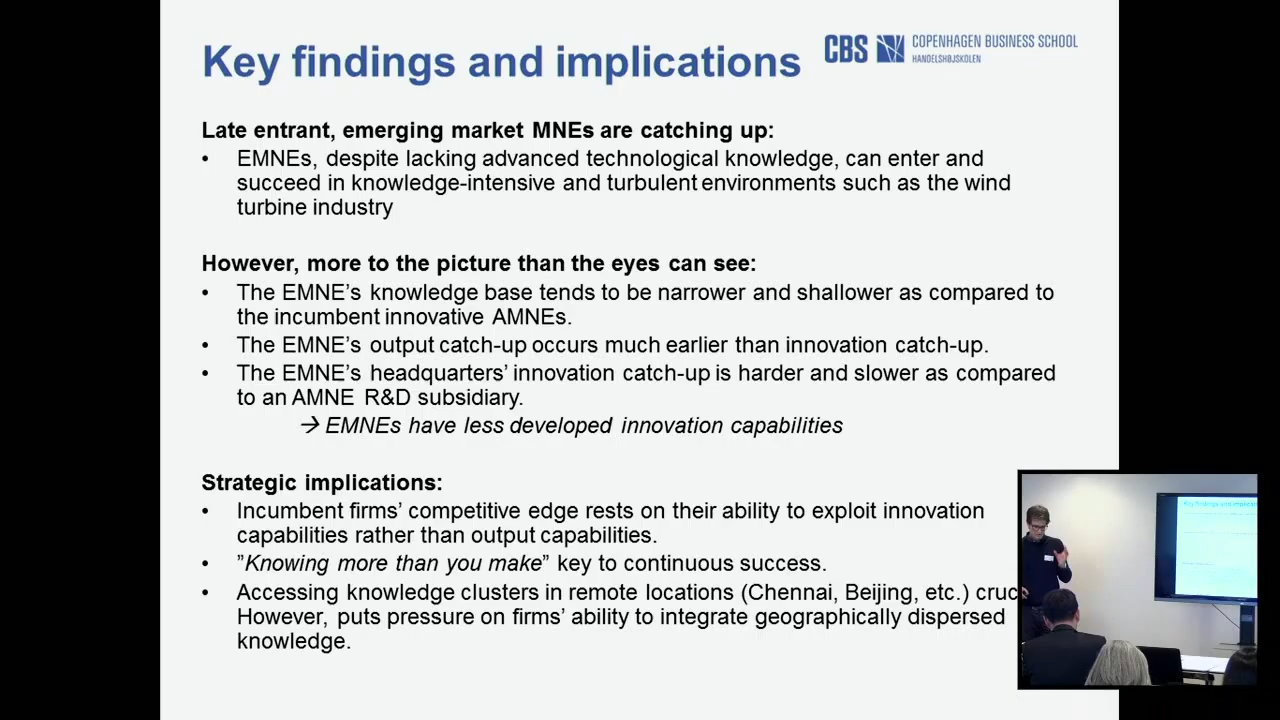 Key findings and implications
CBS COPENHAGEN BUSINESS SCHOOL
HANDELSHØJSKOLEN
Late entrant, emerging market MNEs are catching up:
• EMNEs, despite lacking advanced technological knowledge, can enter and
succeed in knowledge-intensive and turbulent environments such as the wind
turbine industry
However, more to the picture than the eyes can see:
• The EMNE's knowledge base tends to be narrower and shallower as compared to
the incumbent innovative AMNEs.
• The EMNE's output catch-up occurs much earlier than innovation catch-up.
• The EMNE's headquarters' innovation catch-up is harder and slower as compared
to an AMNE R&D subsidiary.
→ EMNEs have less developed innovation capabilities
Strategic implications:
• Incumbent firms' competitive edge rests on their ability to exploit innovation
capabilities rather than output capabilities.
• ”Knowing more than you make” key to continuous success.
• Accessing knowledge clusters in remote locations (Chennai, Beijing, etc.) cruc
However, puts pressure on firms' ability to integrate geographically dispersed
knowledge.
Key findings and implicati